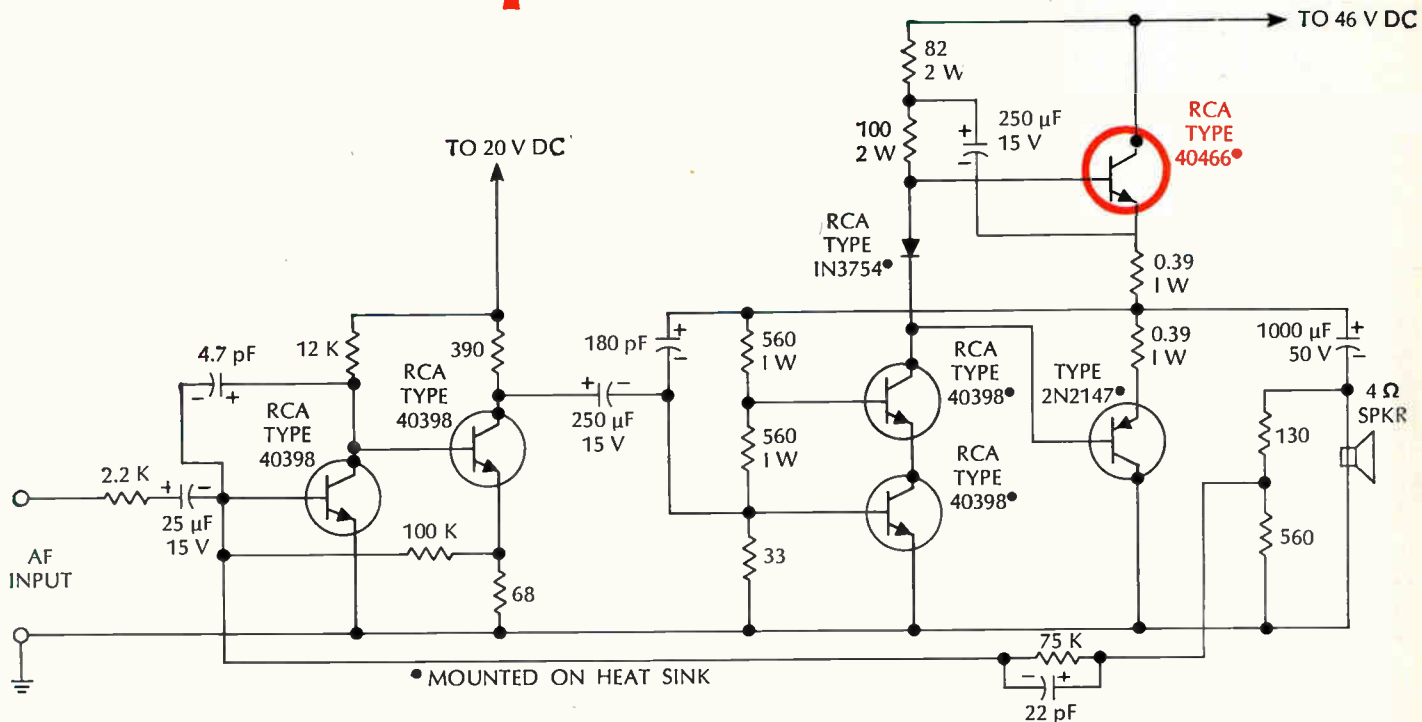 TO 46 V DC
82
2 W
100
2 W
250 µF
15 V
+
−
RCA
TYPE
40466●
TO 20 V DC
RCA
TYPE
1N3754●
0.39
1 W
0.39
1 W
1000 µF
50 V
+
−
4 Ω
SPKR
4.7 pF
−
+
12 K
390
RCA
TYPE
40398
RCA
TYPE
40398
180 pF
+
−
560
1 W
560
1 W
RCA
TYPE
40398●
RCA
TYPE
40398●
TYPE
2N2147●
130
560
+
−
250 µF
15 V
2.2 K
+
−
25 µF
15 V
AF
INPUT
100 K
68
33
75 K
−
+
22 pF
● MOUNTED ON HEAT SINK